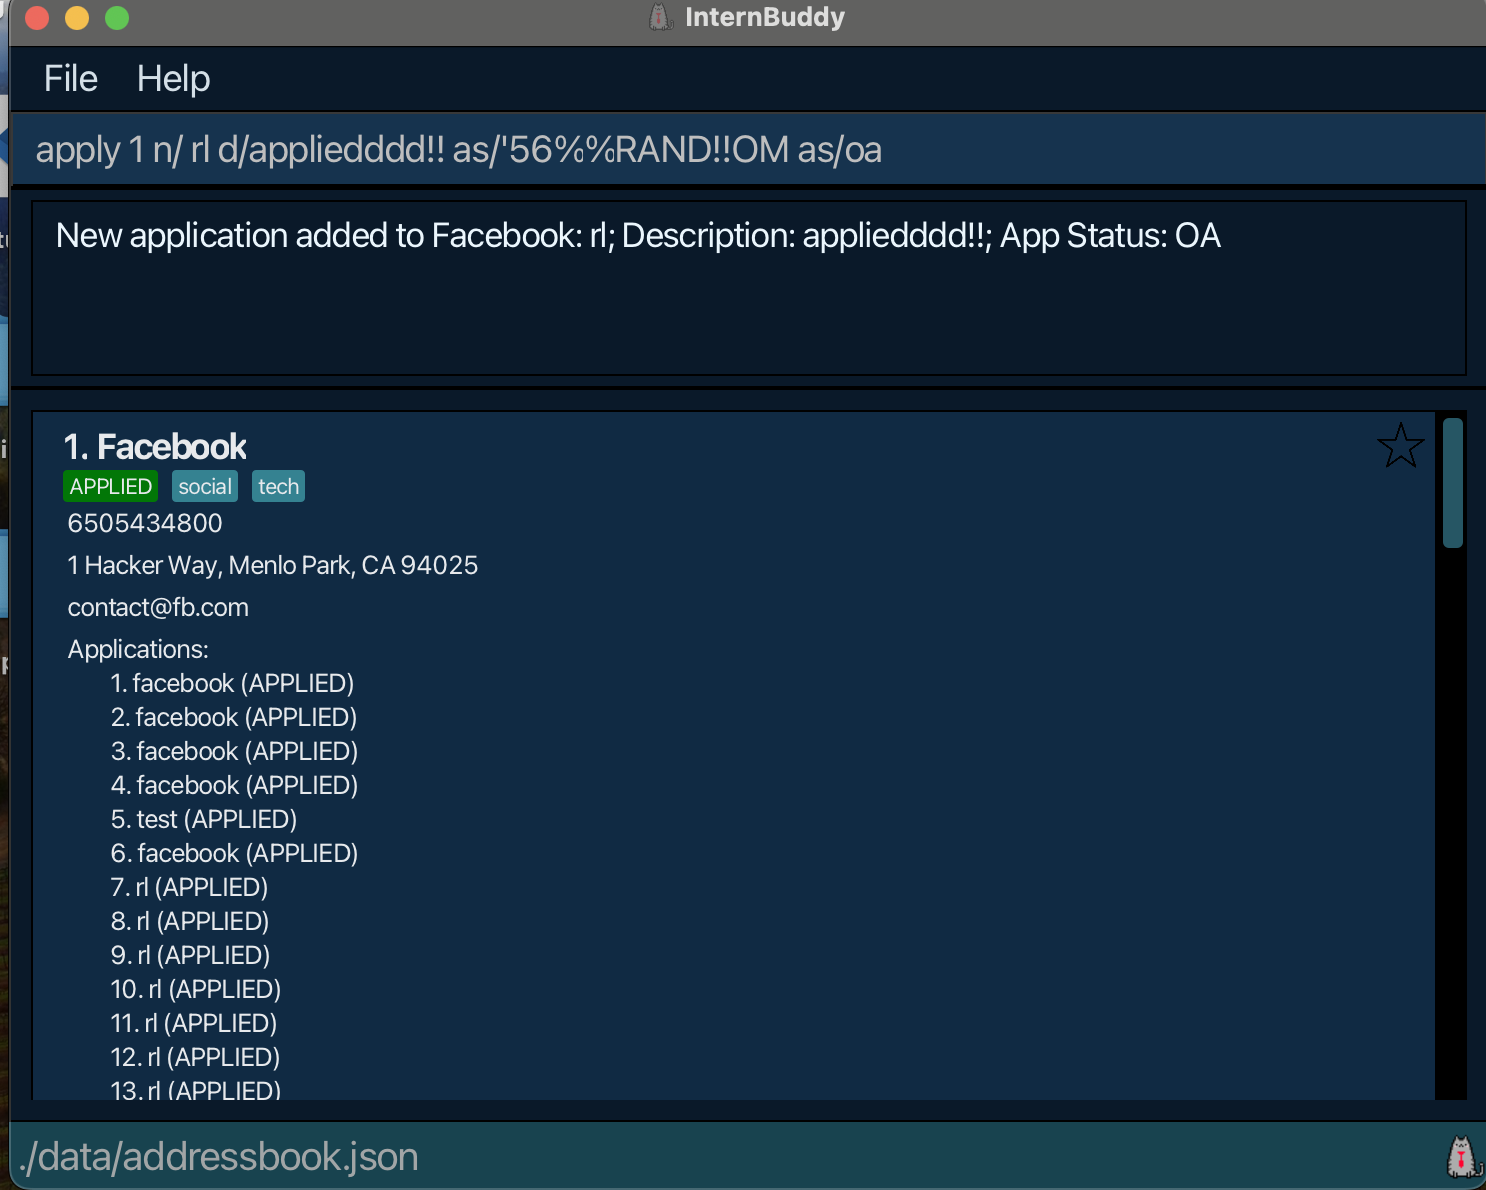 InternBuddy
File Help
apply 1 n/ rl d/appliedddd!! as/'56%%RAND!!OM as/oa
New application added to Facebook: rl; Description: appliedddd!!; App Status: OA
1. Facebook
APPLIED social tech
6505434800
1 Hacker Way, Menlo Park, CA 94025
contact@fb.com
Applications:
1. facebook (APPLIED)
2. facebook (APPLIED)
3. facebook (APPLIED)
4. facebook (APPLIED)
5. test (APPLIED)
6. facebook (APPLIED)
7. rl (APPLIED)
8. rl (APPLIED)
9. rl (APPLIED)
10. rl (APPLIED)
11. rl (APPLIED)
12. rl (APPLIED)
13. rl (APPLIED)
./data/addressbook.json